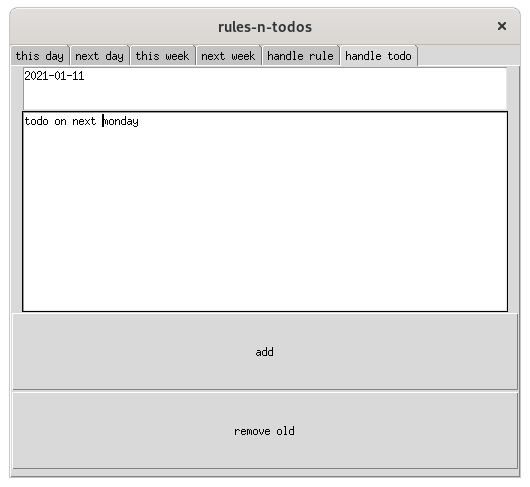 rules-n-todos ×
this day next day this week next week handle rule handle todo
2021-01-11
todo on next monday
add
remove old